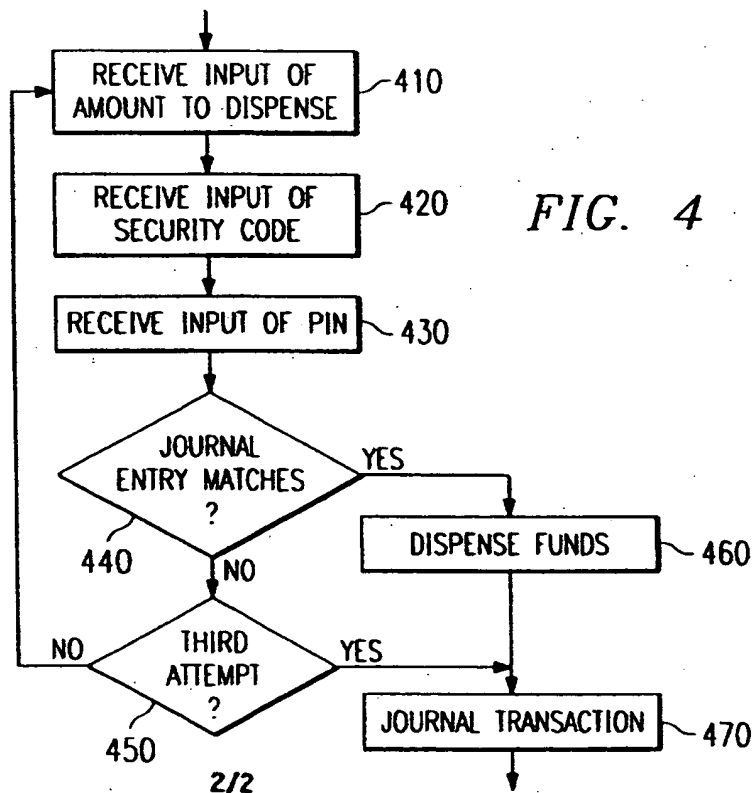 RECEIVE INPUT OF
AMOUNT TO DISPENSE
410
RECEIVE INPUT OF
SECURITY CODE
420
FIG. 4
RECEIVE INPUT OF PIN
430
JOURNAL
ENTRY MATCHES
?
YES
440
NO
DISPENSE FUNDS
460
NO
THIRD
ATTEMPT
?
YES
450
JOURNAL TRANSACTION
470
2/2